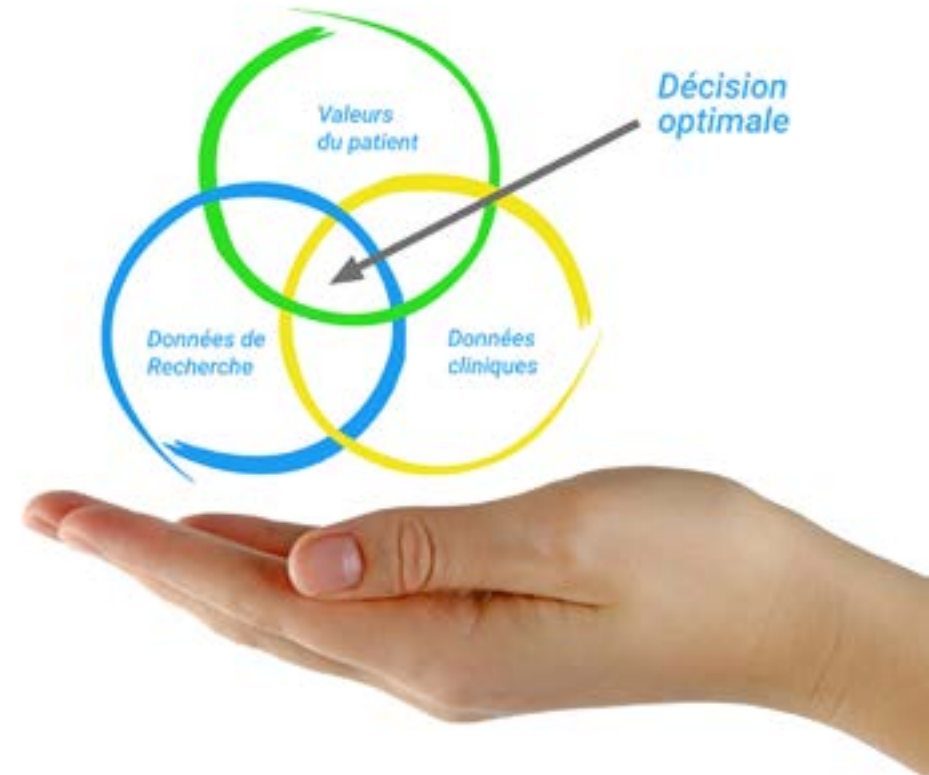 Valeurs
du patient
Décision
optimale
Données de
Recherche
Données
cliniques